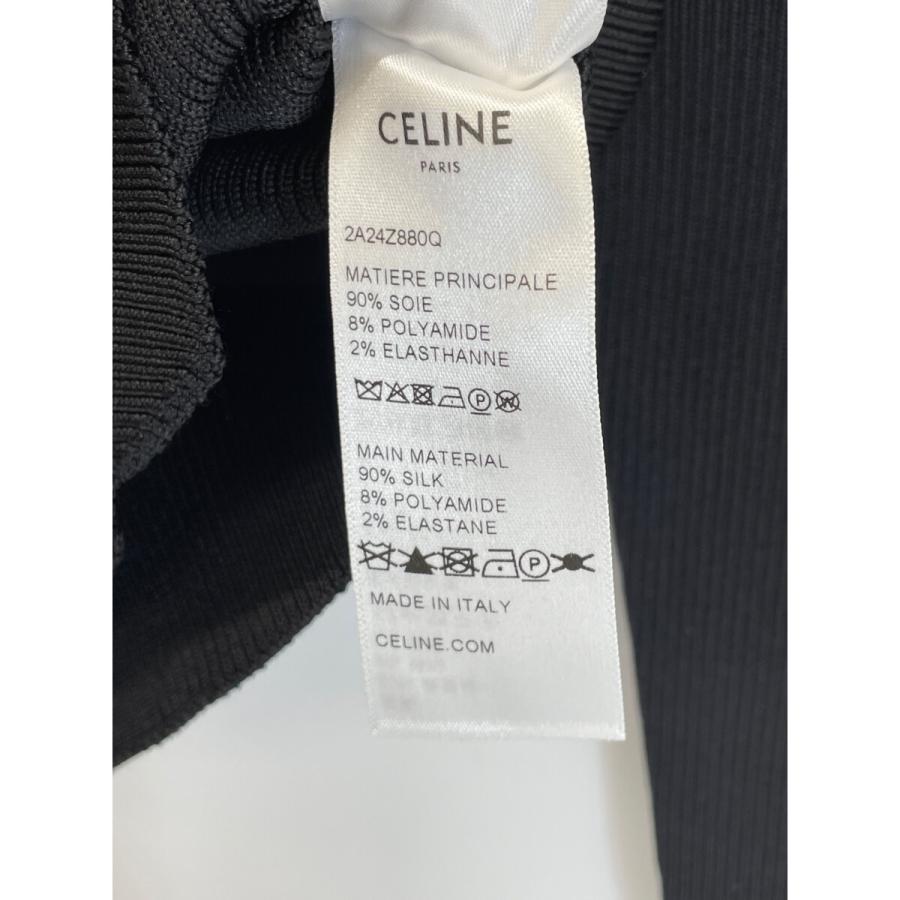 CELINE
PARIS
2A24Z880Q
MATIERE PRINCIPALE
90% SOIE
8% POLYAMIDE
2% ELASTHANNE
P W
MAIN MATERIAL
90% SILK
8% POLYAMIDE
2% ELASTANE
P
MADE IN ITALY
CELINE.COM